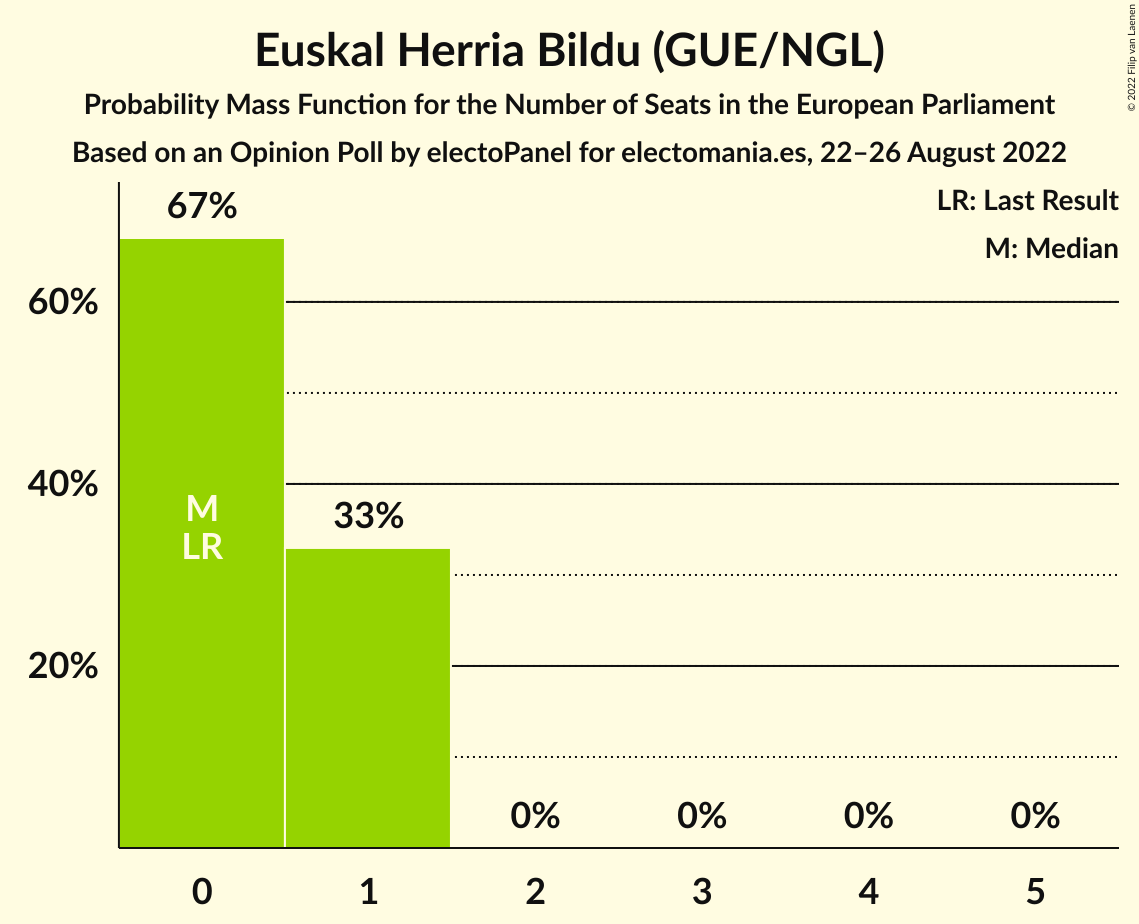 Euskal Herria Bildu (GUE/NGL)
Probability Mass Function for the Number of Seats in the European Parliament
Based on an Opinion Poll by electoPanel for electomania.es, 22–26 August 2022
© 2022 Filip van Laenen
LR: Last Result
M: Median
67%
60%
40%
33%
M
LR
20%
0% 0% 0% 0%
0 1 2 3 4 5